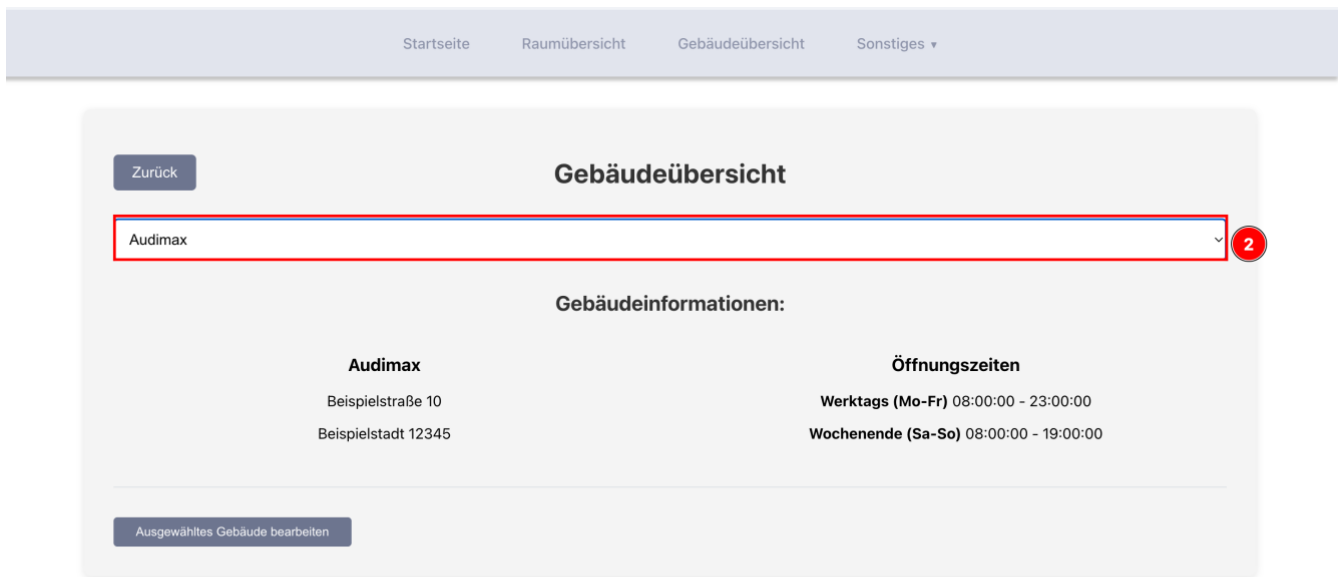 Startseite Raumübersicht Gebäudeübersicht Sonstiges ▾
Zurück
Gebäudeübersicht
Audimax
2
Gebäudeinformationen:
Audimax
Beispielstraße 10
Beispielstadt 12345
Öffnungszeiten
Werktags (Mo-Fr) 08:00:00 - 23:00:00
Wochenende (Sa-So) 08:00:00 - 19:00:00
Ausgewähltes Gebäude bearbeiten